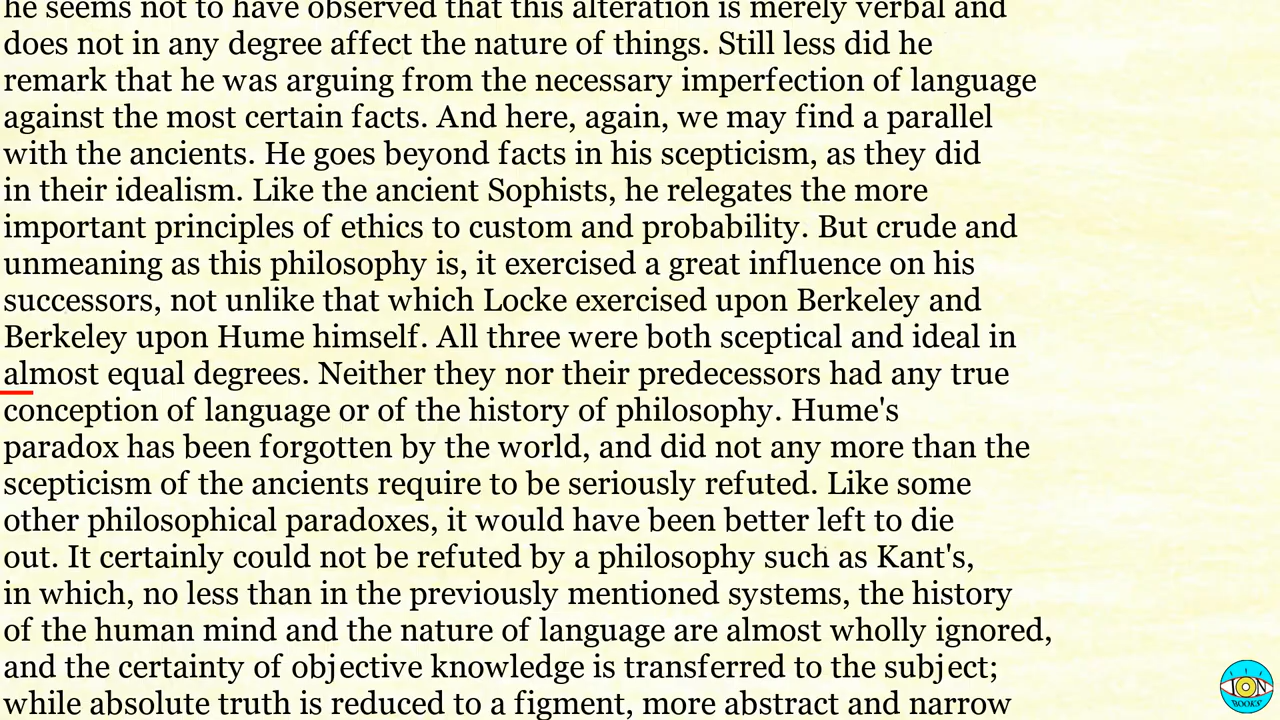 he seems not to have observed that this alteration is merely verbal and
does not in any degree affect the nature of things. Still less did he
remark that he was arguing from the necessary imperfection of language
against the most certain facts. And here, again, we may find a parallel
with the ancients. He goes beyond facts in his scepticism, as they did
in their idealism. Like the ancient Sophists, he relegates the more
important principles of ethics to custom and probability. But crude and
unmeaning as this philosophy is, it exercised a great influence on his
successors, not unlike that which Locke exercised upon Berkeley and
Berkeley upon Hume himself. All three were both sceptical and ideal in
almost equal degrees. Neither they nor their predecessors had any true
conception of language or of the history of philosophy. Hume's
paradox has been forgotten by the world, and did not any more than the
scepticism of the ancients require to be seriously refuted. Like some
other philosophical paradoxes, it would have been better left to die
out. It certainly could not be refuted by a philosophy such as Kant's,
in which, no less than in the previously mentioned systems, the history
of the human mind and the nature of language are almost wholly ignored,
and the certainty of objective knowledge is transferred to the subject;
while absolute truth is reduced to a figment, more abstract and narrow
ION
BOOKS